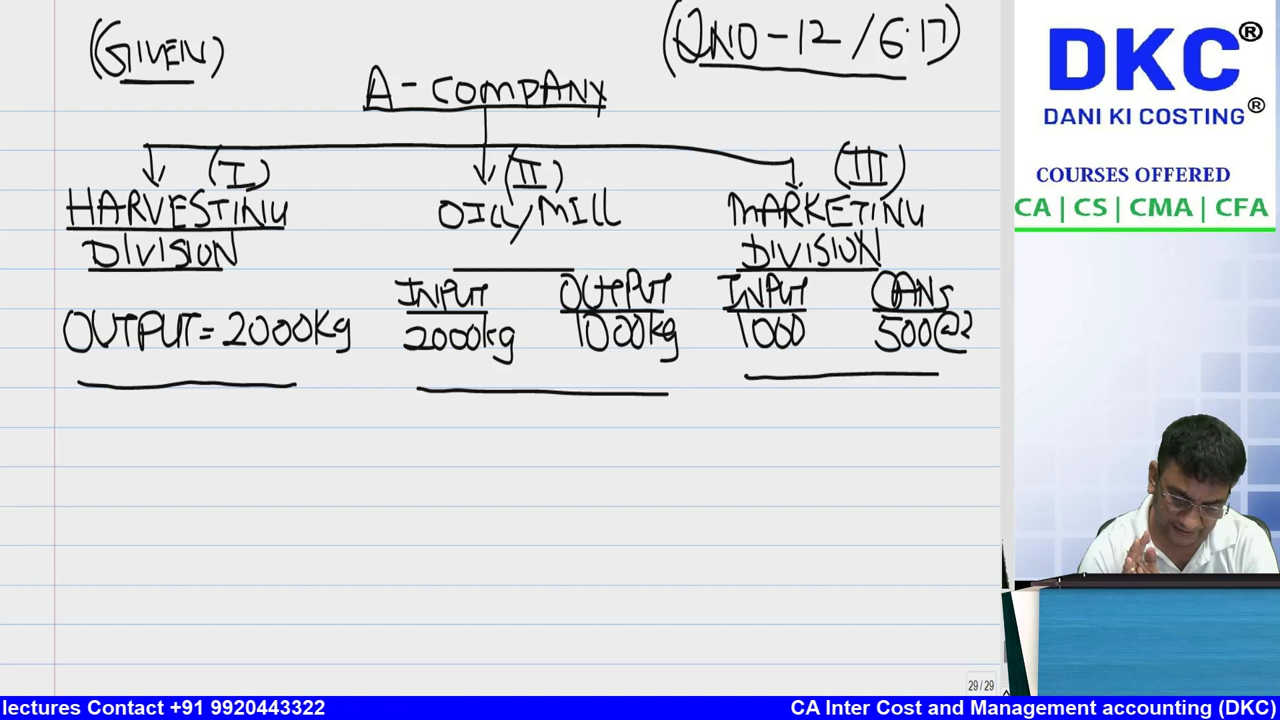 (GIVEN)
(QNO-12/6.17)
A-COMPANY
(I)
(II)
(III)
HARVESTING
DIVISION
OIL/MILL
MARKETING
DIVISION
INPUT OUTPUT
INPUT CANS
OUTPUT=2000Kg
2000kg 1000kg
1000 500@2
29/29
DKC®
DANI KI COSTING®
COURSES OFFERED
CA | CS | CMA | CFA
lectures Contact +91 9920443322
CA Inter Cost and Management accounting (DKC)